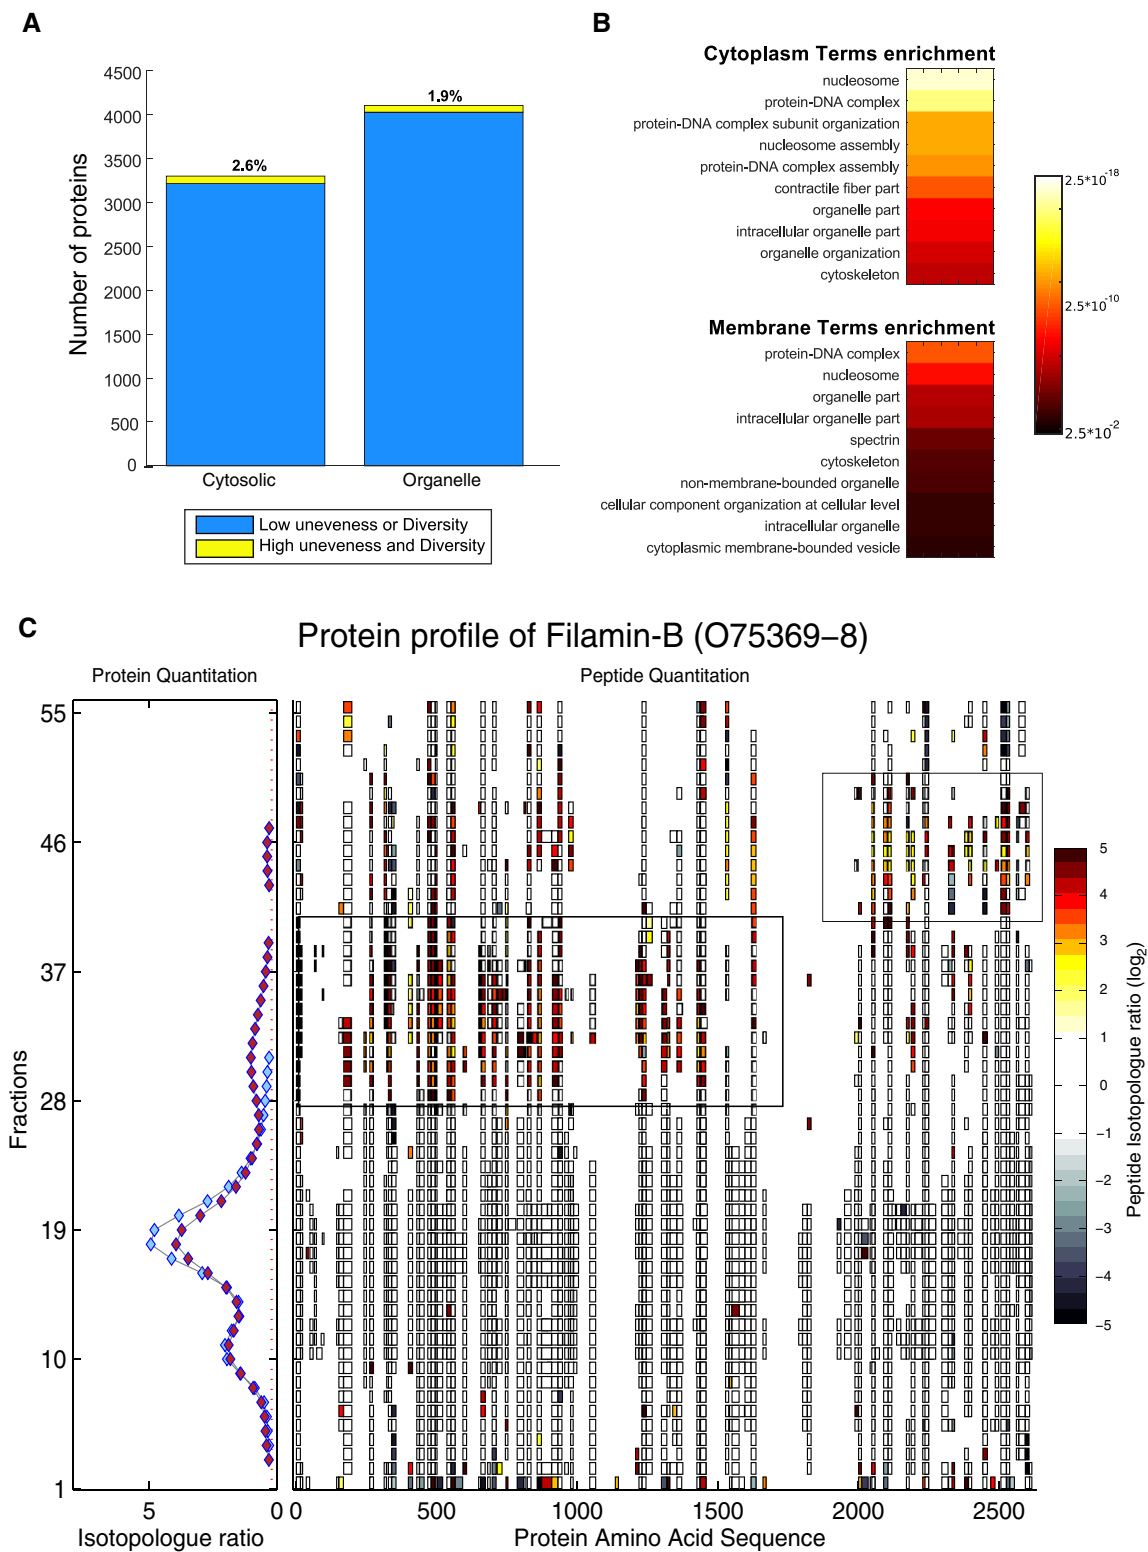 A
4500
4000
3500
3000
2500
2000
1500
1000
500
0
Number of proteins
2.6%
1.9%
Cytosolic
Organelle
Low uneveness or Diversity
High uneveness and Diversity
B
Cytoplasm Terms enrichment
nucleosome
protein-DNA complex
protein-DNA complex subunit organization
nucleosome assembly
protein-DNA complex assembly
contractile fiber part
organelle part
intracellular organelle part
organelle organization
cytoskeleton
Membrane Terms enrichment
protein-DNA complex
nucleosome
organelle part
intracellular organelle part
spectrin
cytoskeleton
non-membrane-bounded organelle
cellular component organization at cellular level
intracellular organelle
cytoplasmic membrane-bounded vesicle
2.5*10-18
2.5*10-10
2.5*10-2
C
Protein profile of Filamin-B (O75369−8)
Protein Quantitation
Peptide Quantitation
55
46
37
28
19
10
1
Fractions
5
0
Isotopologue ratio
0
500
1000
1500
2000
2500
Protein Amino Acid Sequence
5
4
3
2
1
0
−1
−2
−3
−4
−5
Peptide Isotopologue ratio (log2)